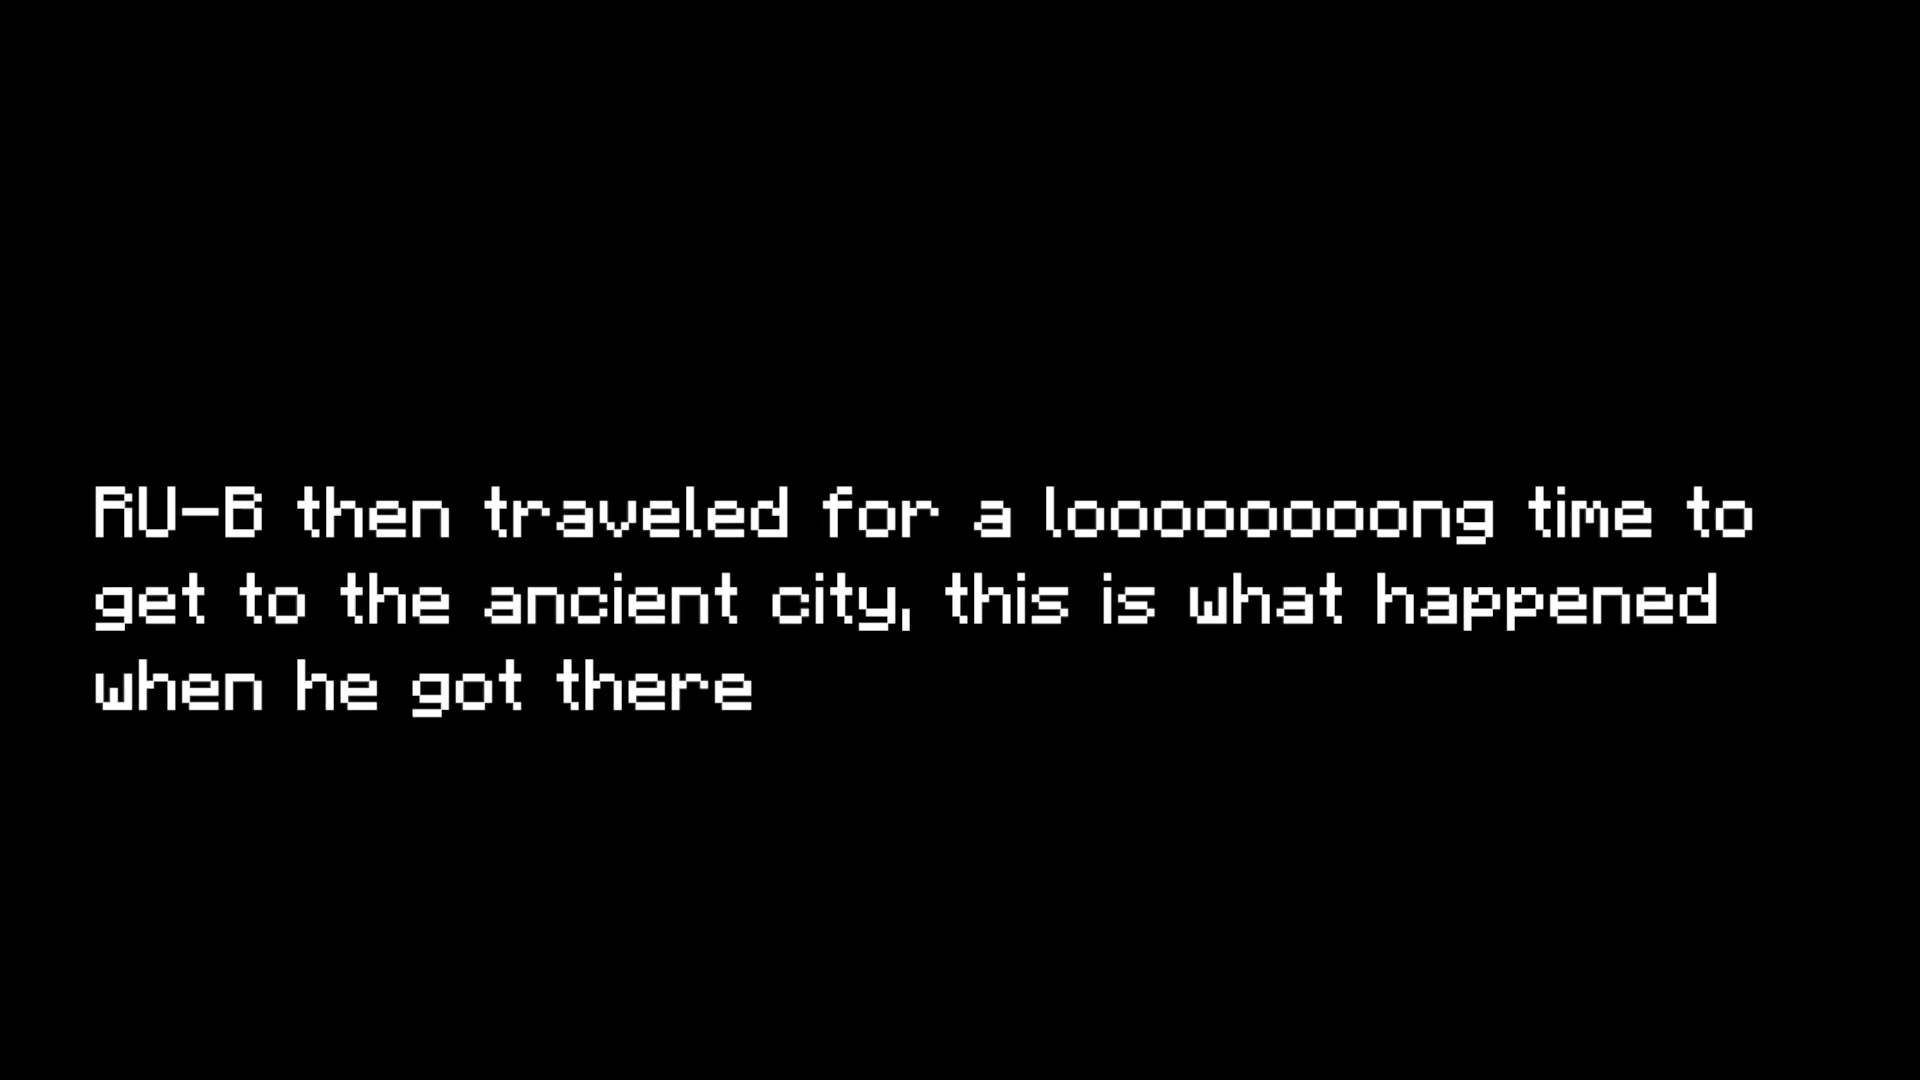 RU-B then traveled for a loooooooong time to
get to the ancient city, this is what happened
when he got there